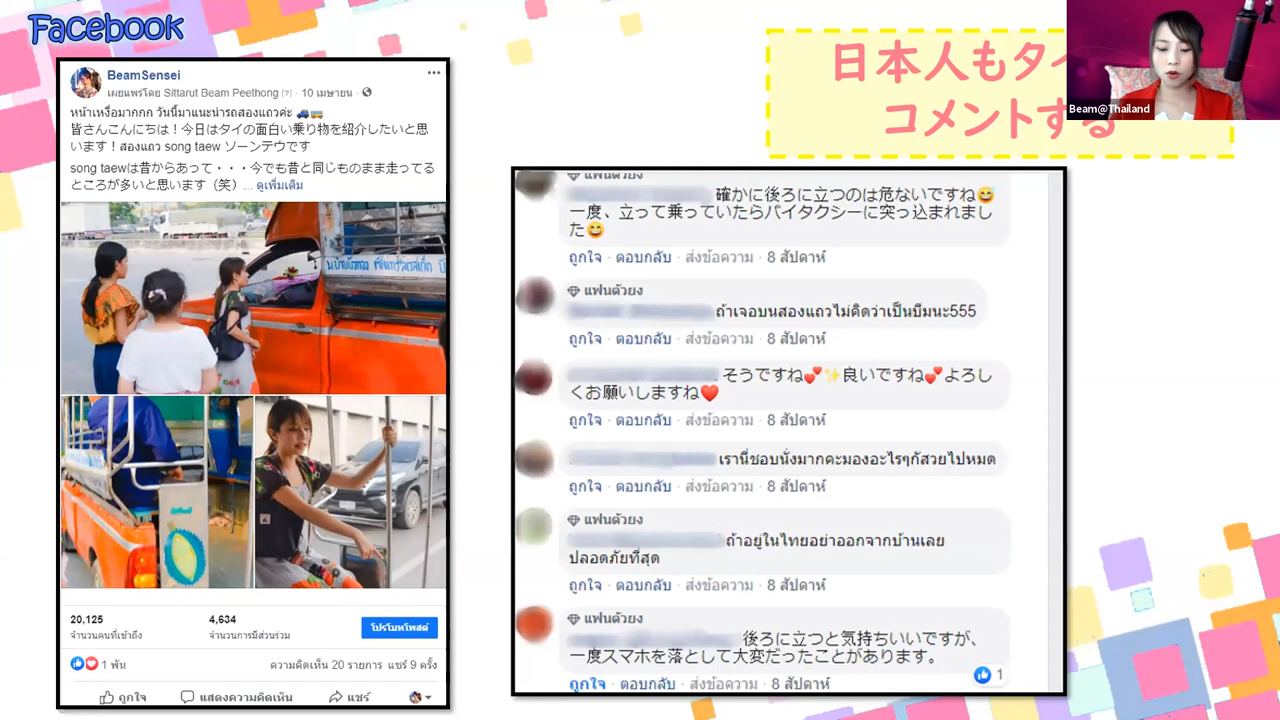 Facebook
日本人もタイ
コメントする
Beam@Thailand
BeamSensei
เผยแพร่โดย Sittarut Beam Peethong [?] · 10 เมษายน ·
หน้าเหงื่อมากกก วันนี้มาแนะนำรถสองแถวค่ะ 🚙🚐
皆さんこんにちは！今日はタイの面白い乗り物を紹介したいと思
います！สองแถว song taew ソーンテウです
song taewは昔からあって・・・今でも昔と同じものまま走ってる
ところが多いと思います（笑）... ดูเพิ่มเติม
20,125
จำนวนคนที่เข้าถึง
4,634
จำนวนการมีส่วนร่วม
โปรโมทโพสต์
1 พัน
ความคิดเห็น 20 รายการ แชร์ 9 ครั้ง
ถูกใจ
แสดงความคิดเห็น
แชร์
แฟนตัวยง
確かに後ろに立つのは危ないですね😅
一度、立って乗っていたらバイタクシーに突っ込まれまし
た😅
ถูกใจ · ตอบกลับ · ส่งข้อความ · 8 สัปดาห์
แฟนตัวยง
ถ้าเจอบนสองแถวไม่คิดว่าเป็นบีมนะ555
ถูกใจ · ตอบกลับ · ส่งข้อความ · 8 สัปดาห์
そうですね💕✨良いですね💕よろし
くお願いしますね❤️
ถูกใจ · ตอบกลับ · ส่งข้อความ · 8 สัปดาห์
เรานี่ชอบนั่งมากคะมองอะไรๆก็สวยไปหมด
ถูกใจ · ตอบกลับ · ส่งข้อความ · 8 สัปดาห์
แฟนตัวยง
ถ้าอยู่ในไทยอย่าออกจากบ้านเลย
ปลอดภัยที่สุด
ถูกใจ · ตอบกลับ · ส่งข้อความ · 8 สัปดาห์
แฟนตัวยง
後ろに立つと気持ちいいですが、
一度スマホを落として大変だったことがあります。
1
ถูกใจ · ตอบกลับ · ส่งข้อความ · 8 สัปดาห์